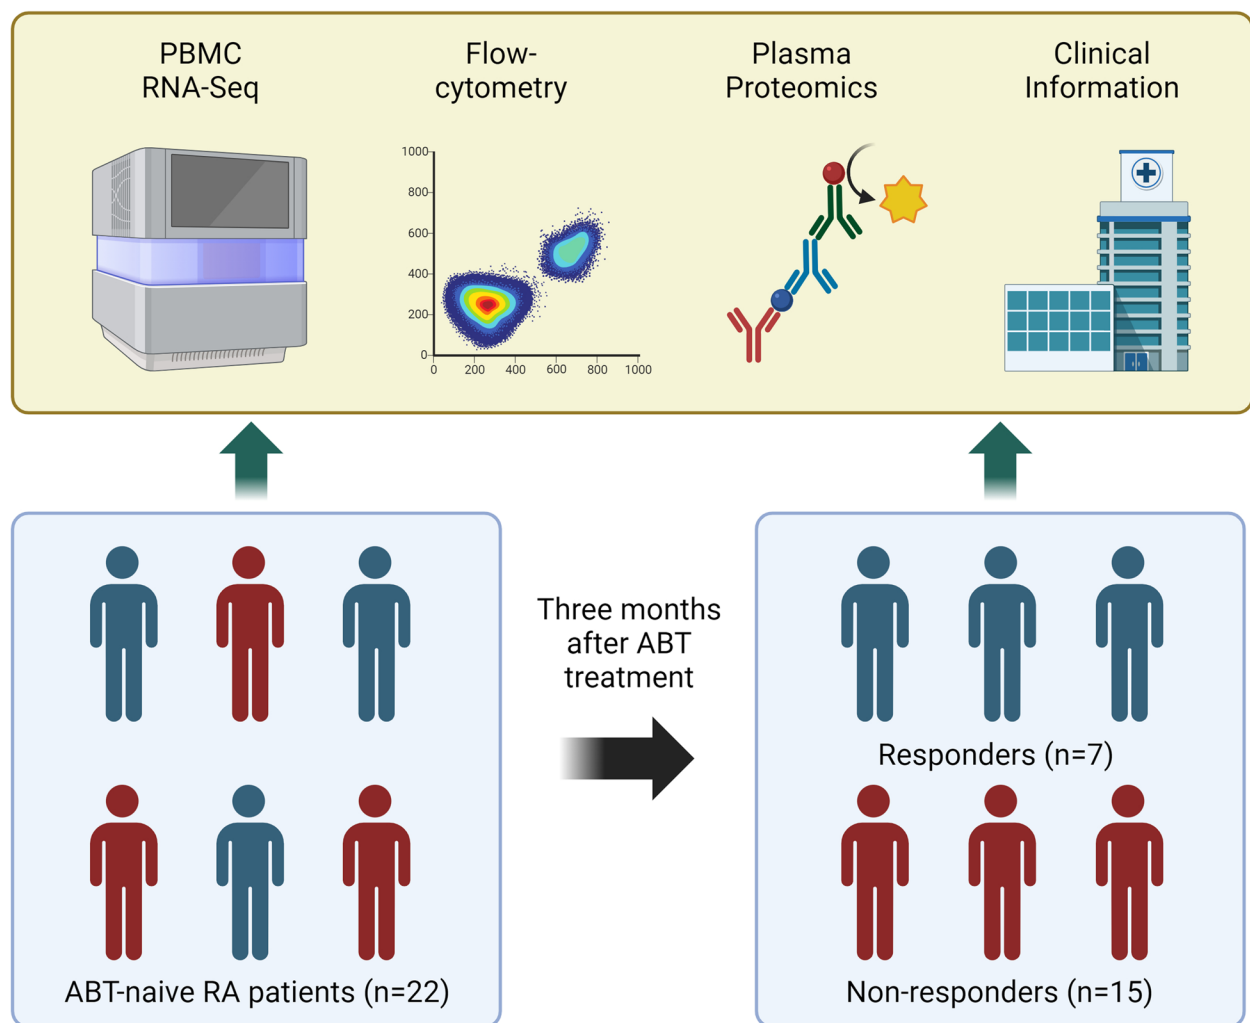 PBMC
RNA-Seq
Flow-
cytometry
Plasma
Proteomics
Clinical
Information
1000
800
600
400
200
0
0 200 400 600 800 1000
Three months
after ABT
treatment
Responders (n=7)
ABT-naive RA patients (n=22)
Non-responders (n=15)